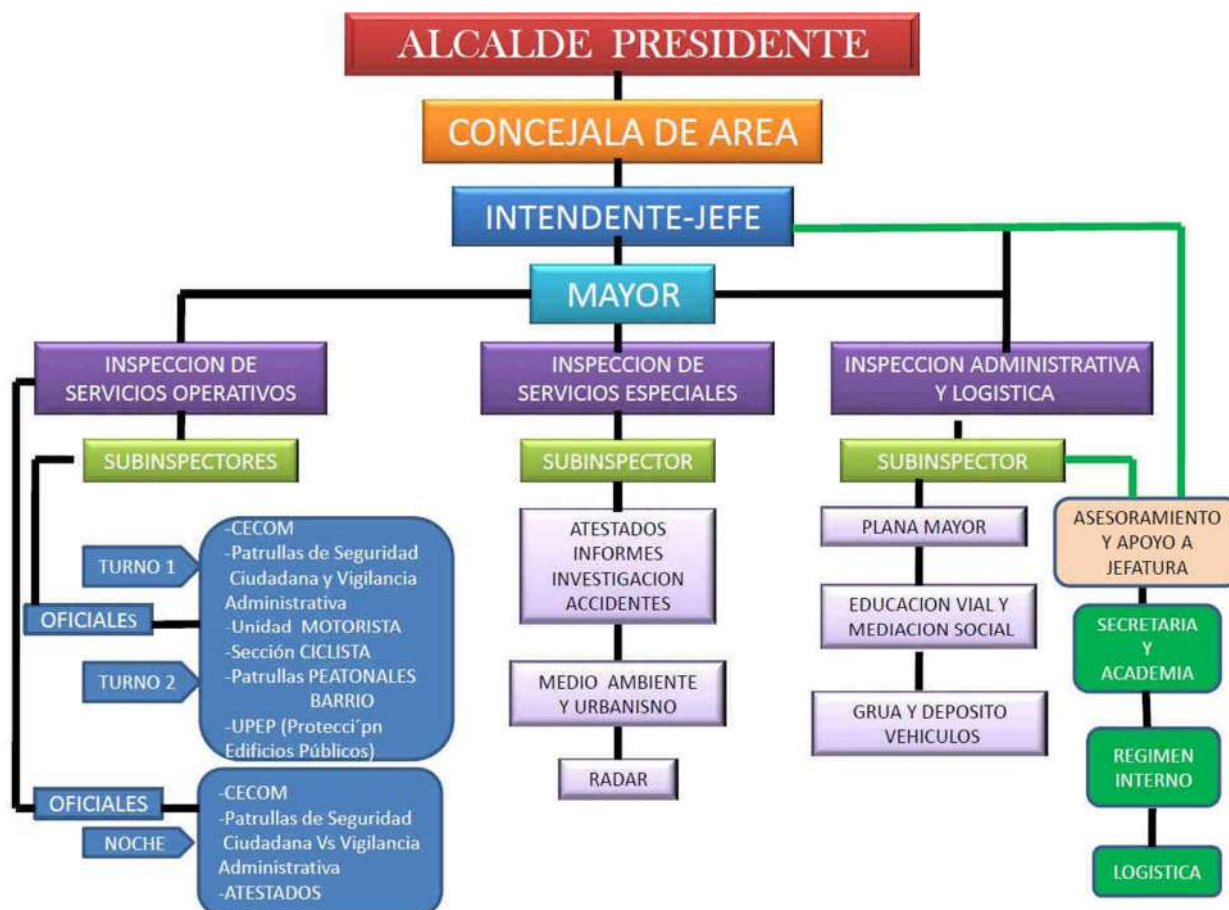 ALCALDE PRESIDENTE
CONCEJALA DE AREA
INTENDENTE-JEFE
MAYOR
INSPECCION DE
SERVICIOS OPERATIVOS
SUBINSPECTORES
TURNO 1
OFICIALEs
TURNO 2
-CECOM
-Patrullas de Seguridad
Ciudadana y Vigilancia
Administrativa
-Unidad MOTORISTA
-Sección CICLISTA
-Patrullas PEATONALES
BARRIO
-UPEP (Protecci´pn
Edificios Públicos)
OFICIALES
NOCHE
-CECOM
-Patrullas de Seguridad
Ciudadana Vs Vigilancia
Administrativa
-ATESTADOS
INSPECCION DE
SERVICIOS ESPECIALES
SUBINSPECTOR
ATESTADOS
INFORMES
INVESTIGACION
ACCIDENTES
MEDIO AMBIENTE
Y URBANISNO
RADAR
INSPECCION ADMINISTRATIVA
Y LOGISTICA
SUBINSPECTOR
PLANA MAYOR
EDUCACION VIAL Y
MEDIACION SOCIAL
GRUA Y DEPOSITO
VEHICULOS
ASESORAMIENTO
Y APOYO A
JEFATURA
SECRETARIA
Y
ACADEMIA
REGIMEN
INTERNO
LOGISTICA